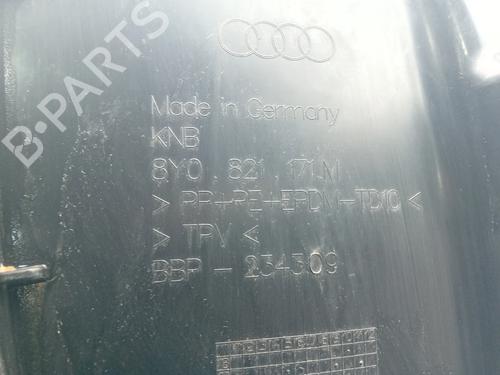 B-PARTS
Made in Germany
KNB
8Y0 821 171 M
> PP+PE+EPDM-TD10 <
> TPV <
BBP - 234309